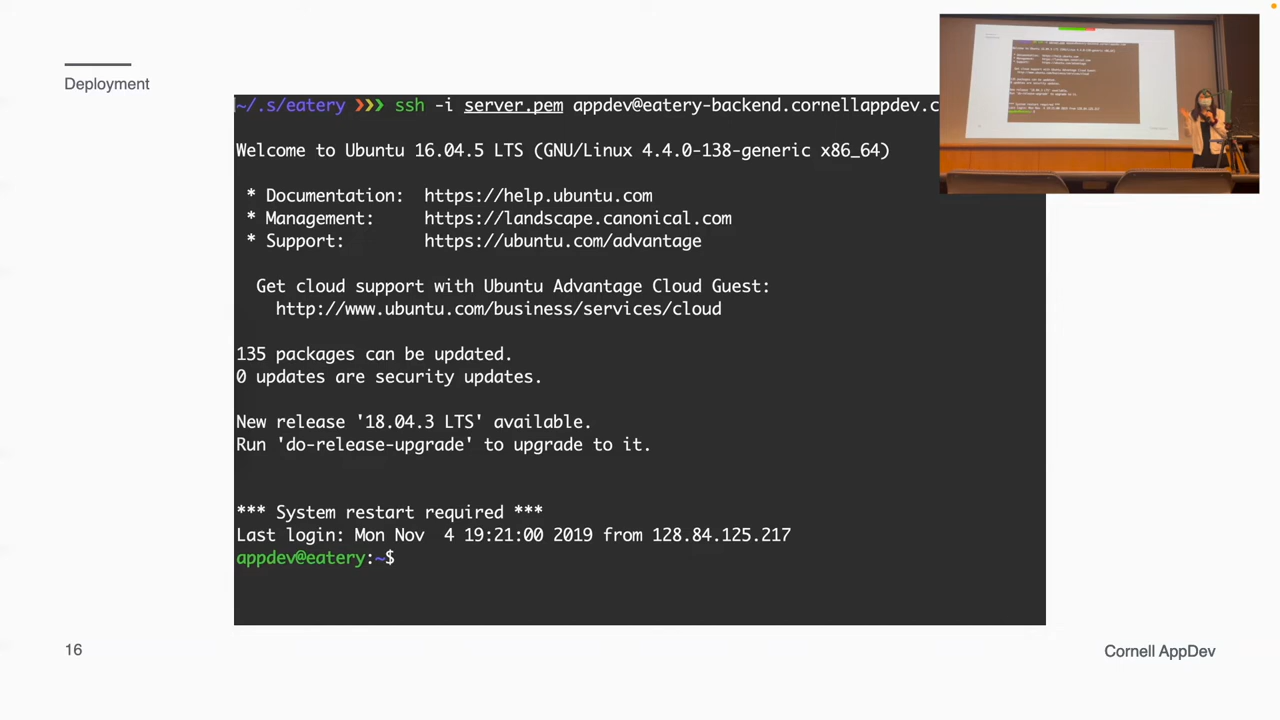 Deployment
~/.s/eatery ❯❯❯ ssh -i server.pem appdev@eatery-backend.cornellappdev.c
Welcome to Ubuntu 16.04.5 LTS (GNU/Linux 4.4.0-138-generic x86_64)
* Documentation: https://help.ubuntu.com
* Management: https://landscape.canonical.com
* Support: https://ubuntu.com/advantage
Get cloud support with Ubuntu Advantage Cloud Guest:
http://www.ubuntu.com/business/services/cloud
135 packages can be updated.
0 updates are security updates.
New release '18.04.3 LTS' available.
Run 'do-release-upgrade' to upgrade to it.
*** System restart required ***
Last login: Mon Nov 4 19:21:00 2019 from 128.84.125.217
appdev@eatery:~$
16
Cornell AppDev